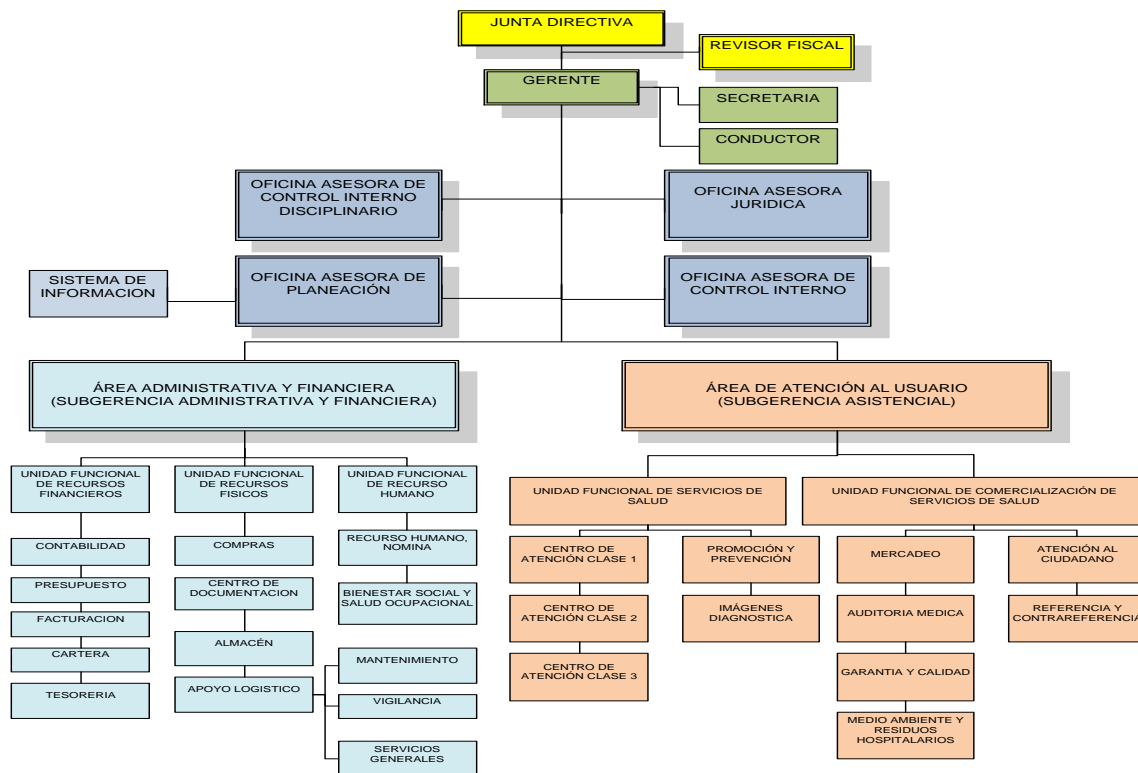 JUNTA DIRECTIVA
REVISOR FISCAL
GERENTE
SECRETARIA
CONDUCTOR
OFICINA ASESORA DE
CONTROL INTERNO
DISCIPLINARIO
OFICINA ASESORA
JURIDICA
SISTEMA DE
INFORMACION
OFICINA ASESORA DE
PLANEACIÓN
OFICINA ASESORA DE
CONTROL INTERNO
ÁREA ADMINISTRATIVA Y FINANCIERA
(SUBGERENCIA ADMINISTRATIVA Y FINANCIERA)
ÁREA DE ATENCIÓN AL USUARIO
(SUBGERENCIA ASISTENCIAL)
UNIDAD FUNCIONAL
DE RECURSOS
FINANCIEROS
CONTABILIDAD
PRESUPUESTO
FACTURACION
CARTERA
TESORERIA
UNIDAD FUNCIONAL
DE RECURSOS
FISICOS
COMPRAS
CENTRO DE
DOCUMENTACION
ALMACÉN
APOYO LOGISTICO
UNIDAD FUNCIONAL
DE RECURSO
HUMANO
RECURSO HUMANO,
NOMINA
BIENESTAR SOCIAL Y
SALUD OCUPACIONAL
MANTENIMIENTO
VIGILANCIA
SERVICIOS
GENERALES
UNIDAD FUNCIONAL DE SERVICIOS DE
SALUD
CENTRO DE
ATENCIÓN CLASE 1
CENTRO DE
ATENCIÓN CLASE 2
CENTRO DE
ATENCIÓN CLASE 3
PROMOCIÓN Y
PREVENCIÓN
IMÁGENES
DIAGNOSTICA
UNIDAD FUNCIONAL DE COMERCIALIZACIÓN DE
SERVICIOS DE SALUD
MERCADEO
AUDITORIA MEDICA
GARANTIA Y CALIDAD
MEDIO AMBIENTE Y
RESIDUOS
HOSPITALARIOS
ATENCIÓN AL
CIUDADANO
REFERENCIA Y
CONTRAREFERENCIA